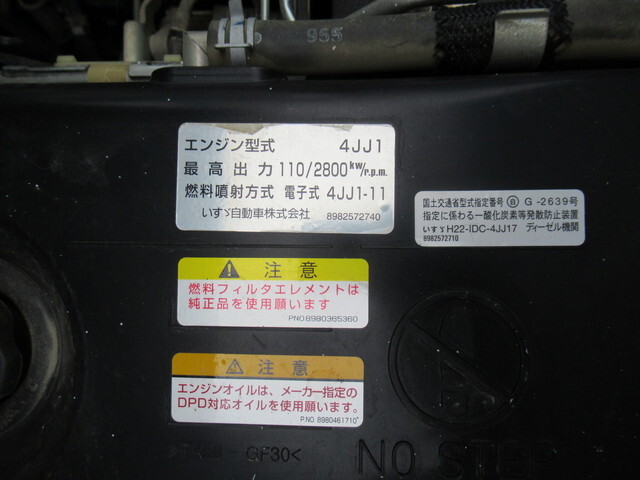 955
エンジン型式 4JJ1
最高出力 110/2800kW/r.p.m.
燃料噴射方式 電子式 4JJ1-11
いすゞ自動車株式会社 8982572740
国土交通省型式指定番号 ⓐ G-2639号
指定に係わる一酸化炭素等発散防止装置
いすゞH22-IDC-4JJ17 ディーゼル機関
8982572710
注意
燃料フィルタエレメントは
純正品を使用願います
P.NO.8980365360
注意
エンジンオイルは、メーカー指定の
DPD対応オイルを使用願います。
P.NO 8980461710
GF30<
NO STEP